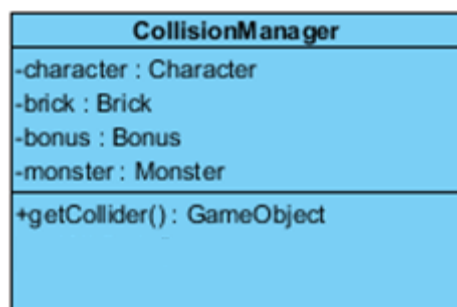 CollisionManager
-character : Character
-brick : Brick
-bonus : Bonus
-monster : Monster
+getCollider() : GameObject